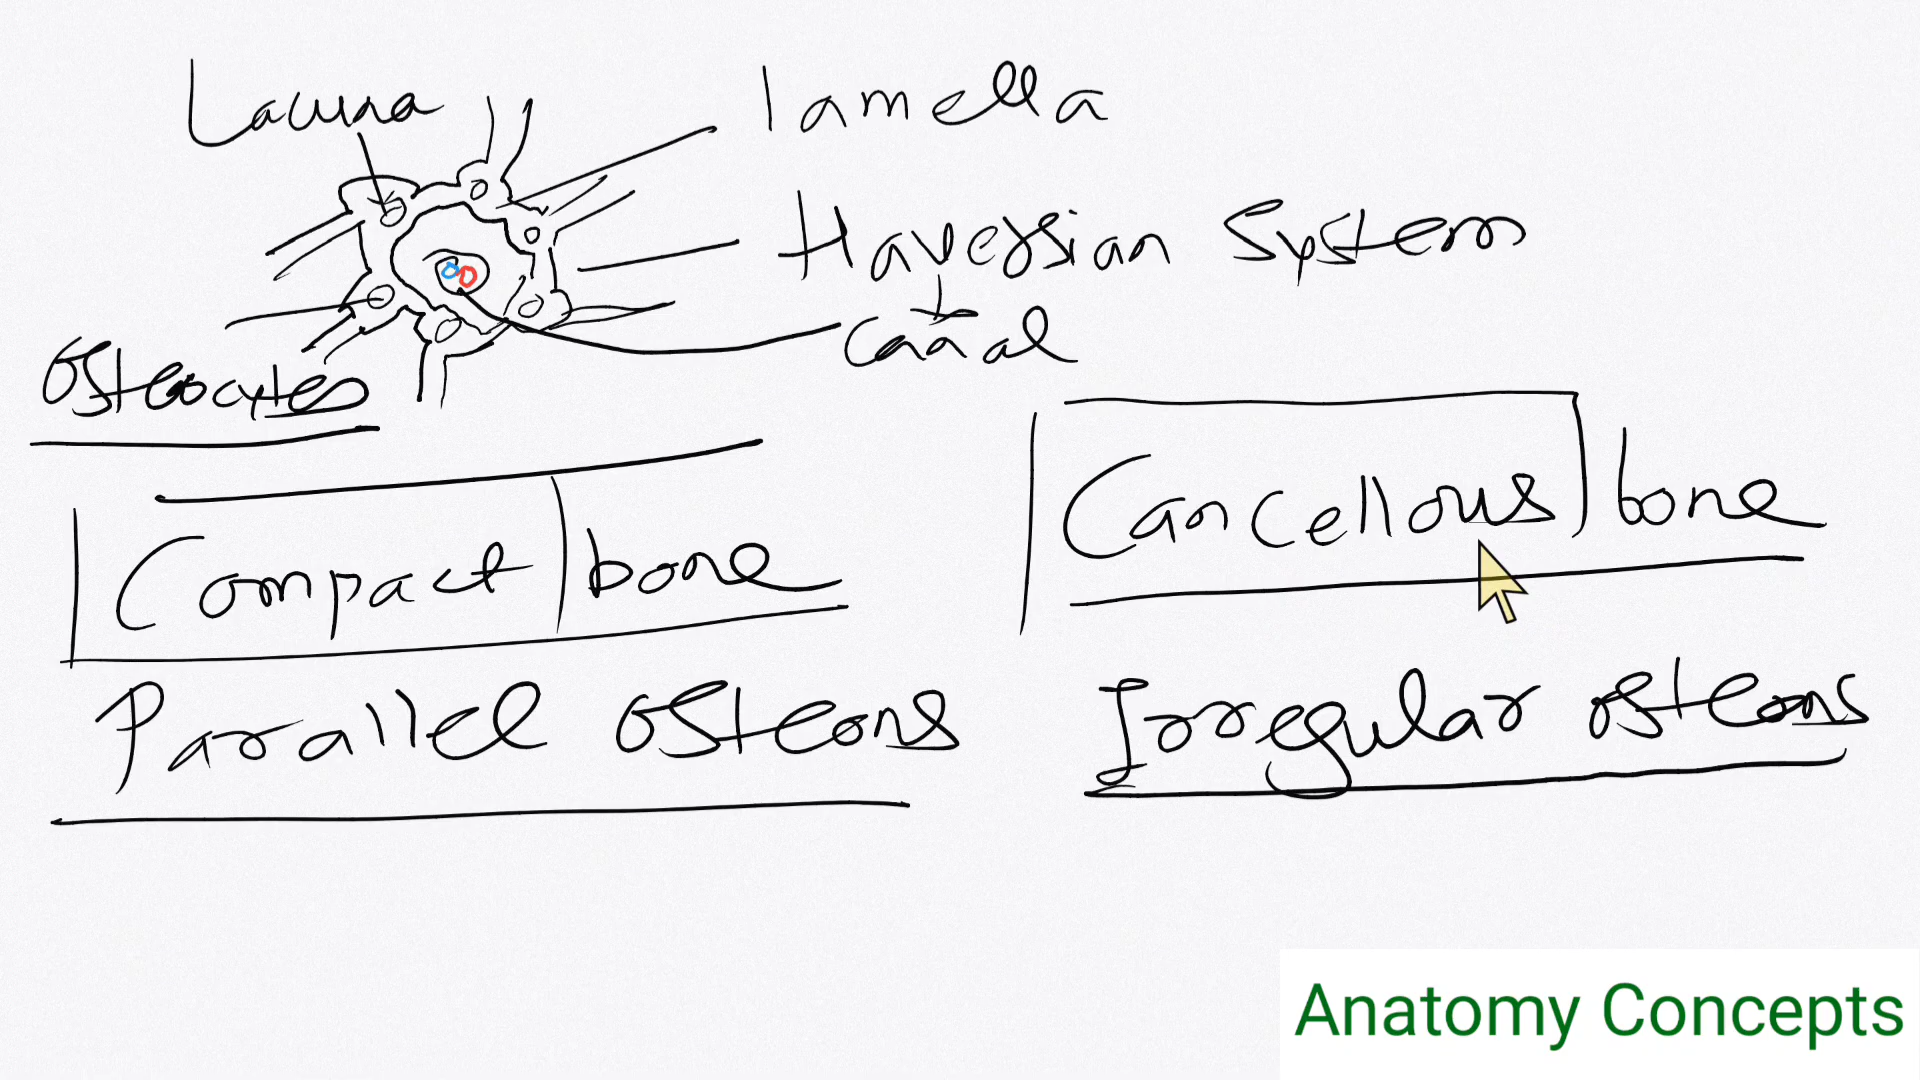 Lacuna
lamella
Haversian System
Canal
Osteocytes
Compact bone
Cancellous bone
Parallel Osteons
Irregular osteons
Anatomy Concepts